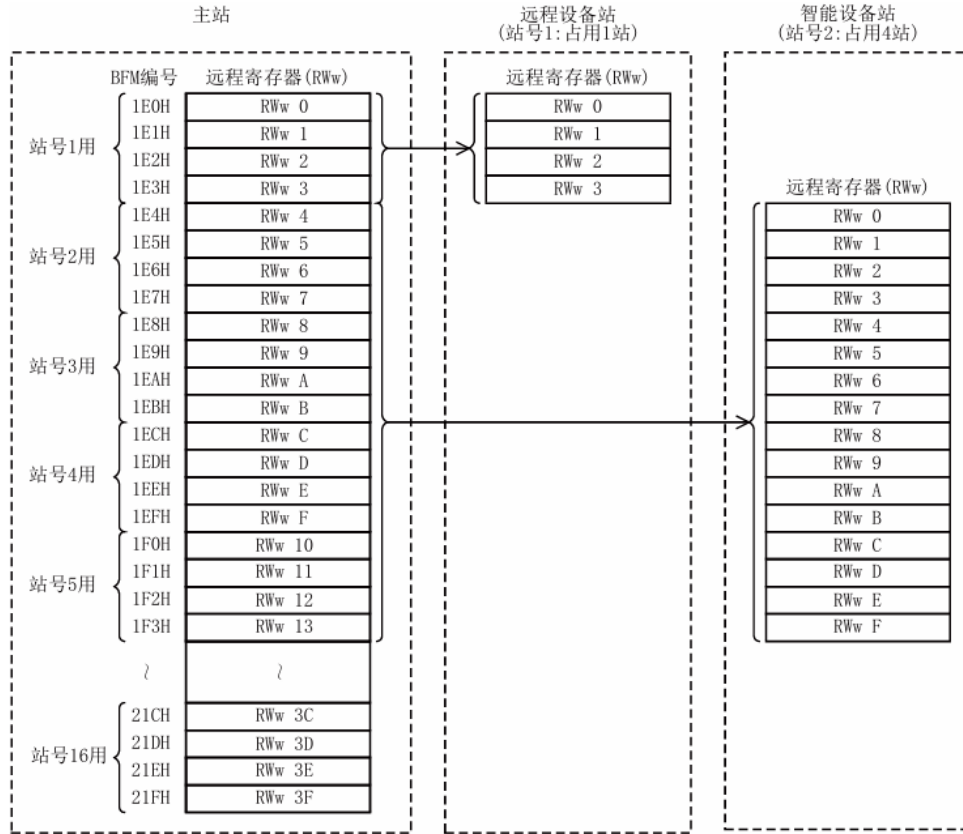 主站
远程设备站
(站号1:占用1站)
智能设备站
(站号2:占用4站)
BFM编号 远程寄存器(RWw)
站号1用
1E0H RWw 0
1E1H RWw 1
1E2H RWw 2
1E3H RWw 3
站号2用
1E4H RWw 4
1E5H RWw 5
1E6H RWw 6
1E7H RWw 7
站号3用
1E8H RWw 8
1E9H RWw 9
1EAH RWw A
1EBH RWw B
站号4用
1ECH RWw C
1EDH RWw D
1EEH RWw E
1EFH RWw F
站号5用
1F0H RWw 10
1F1H RWw 11
1F2H RWw 12
1F3H RWw 13
~ ~
站号16用
21CH RWw 3C
21DH RWw 3D
21EH RWw 3E
21FH RWw 3F
远程寄存器(RWw)
RWw 0
RWw 1
RWw 2
RWw 3
远程寄存器(RWw)
RWw 0
RWw 1
RWw 2
RWw 3
RWw 4
RWw 5
RWw 6
RWw 7
RWw 8
RWw 9
RWw A
RWw B
RWw C
RWw D
RWw E
RWw F